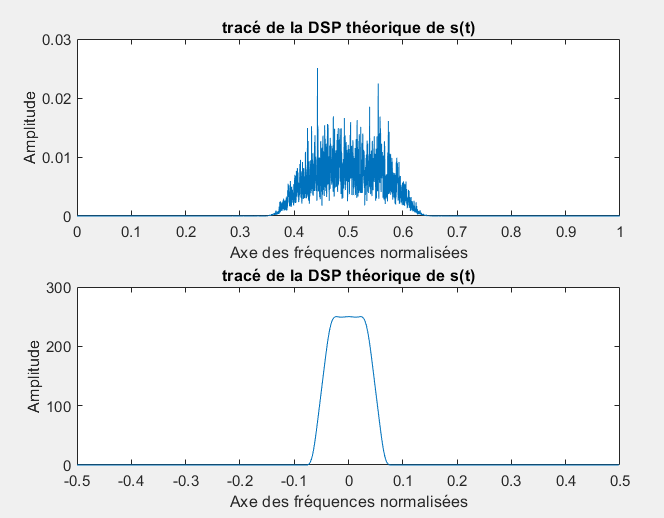 tracé de la DSP théorique de s(t)
0.03
0.02
0.01
0
Amplitude
0 0.1 0.2 0.3 0.4 0.5 0.6 0.7 0.8 0.9 1
Axe des fréquences normalisées
tracé de la DSP théorique de s(t)
300
200
100
0
Amplitude
-0.5 -0.4 -0.3 -0.2 -0.1 0 0.1 0.2 0.3 0.4 0.5
Axe des fréquences normalisées